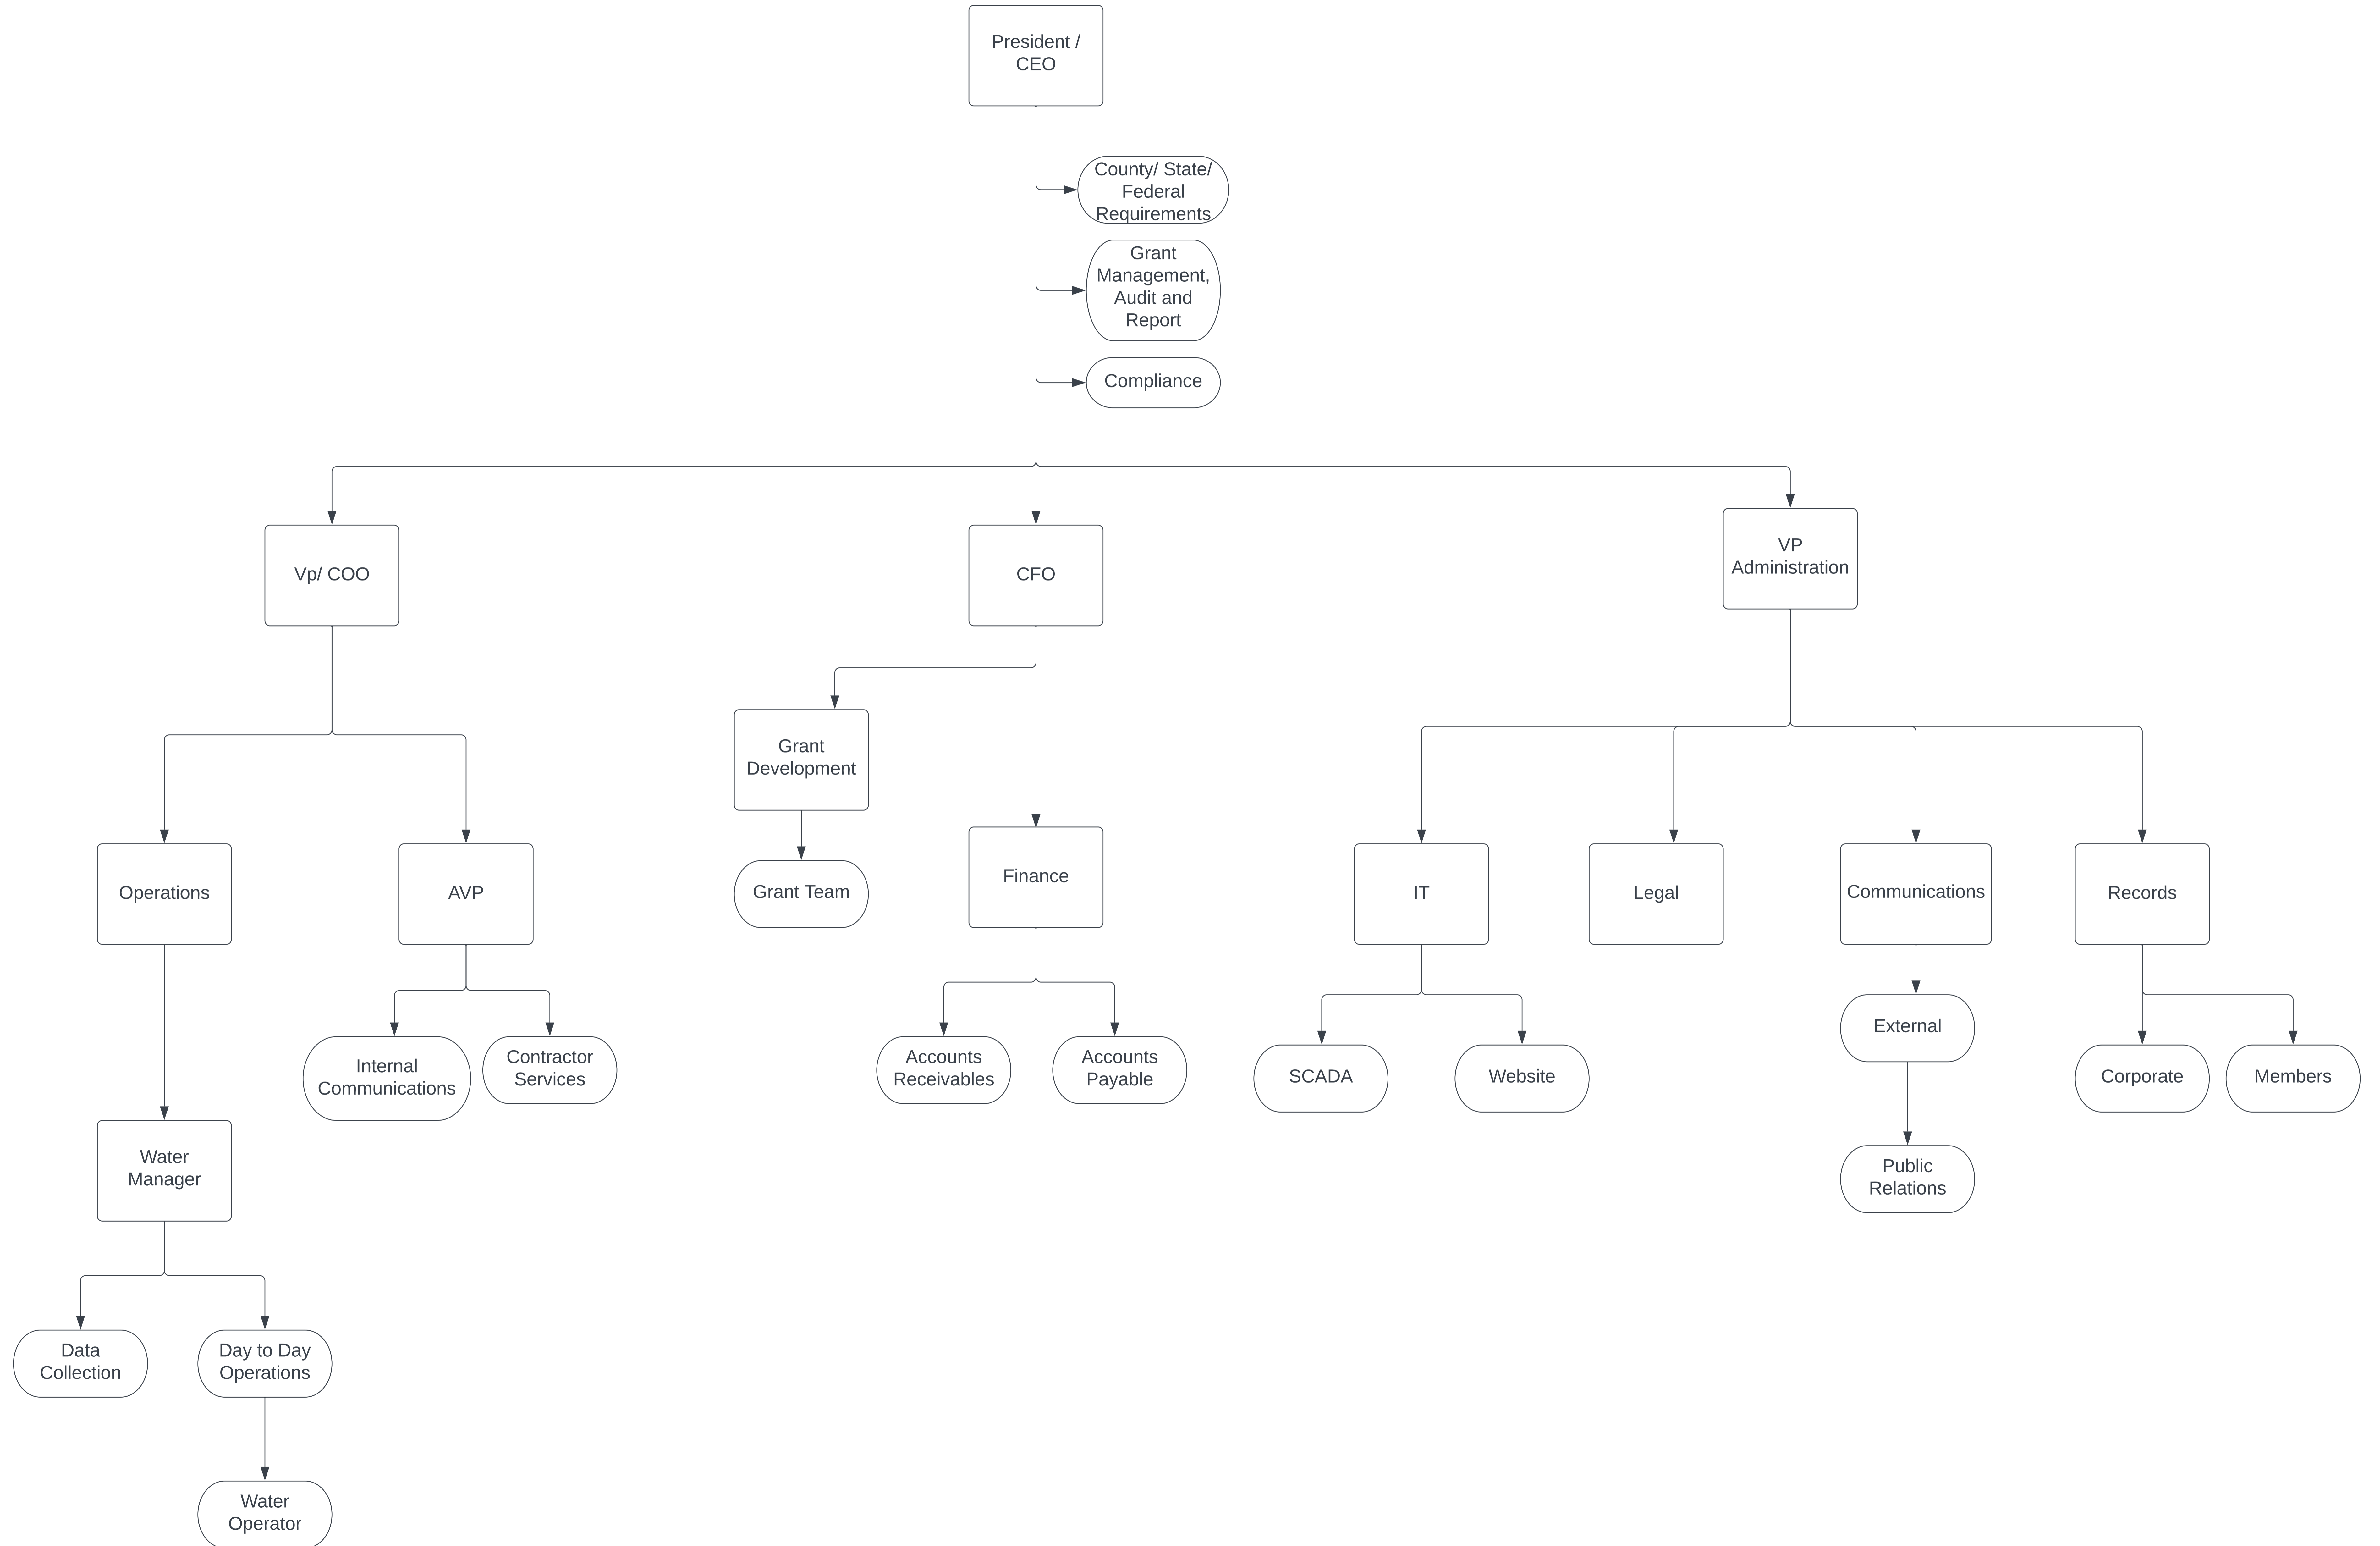 President /
CEO
County/ State/
Federal
Requirements
Grant
Management,
Audit and
Report
Compliance
Vp/ COO
CFO
VP
Administration
Grant
Development
Operations
AVP
Grant Team
Finance
IT
Legal
Communications
Records
Internal
Communications
Contractor
Services
Accounts
Receivables
Accounts
Payable
SCADA
Website
External
Corporate
Members
Water
Manager
Public
Relations
Data
Collection
Day to Day
Operations
Water
Operator